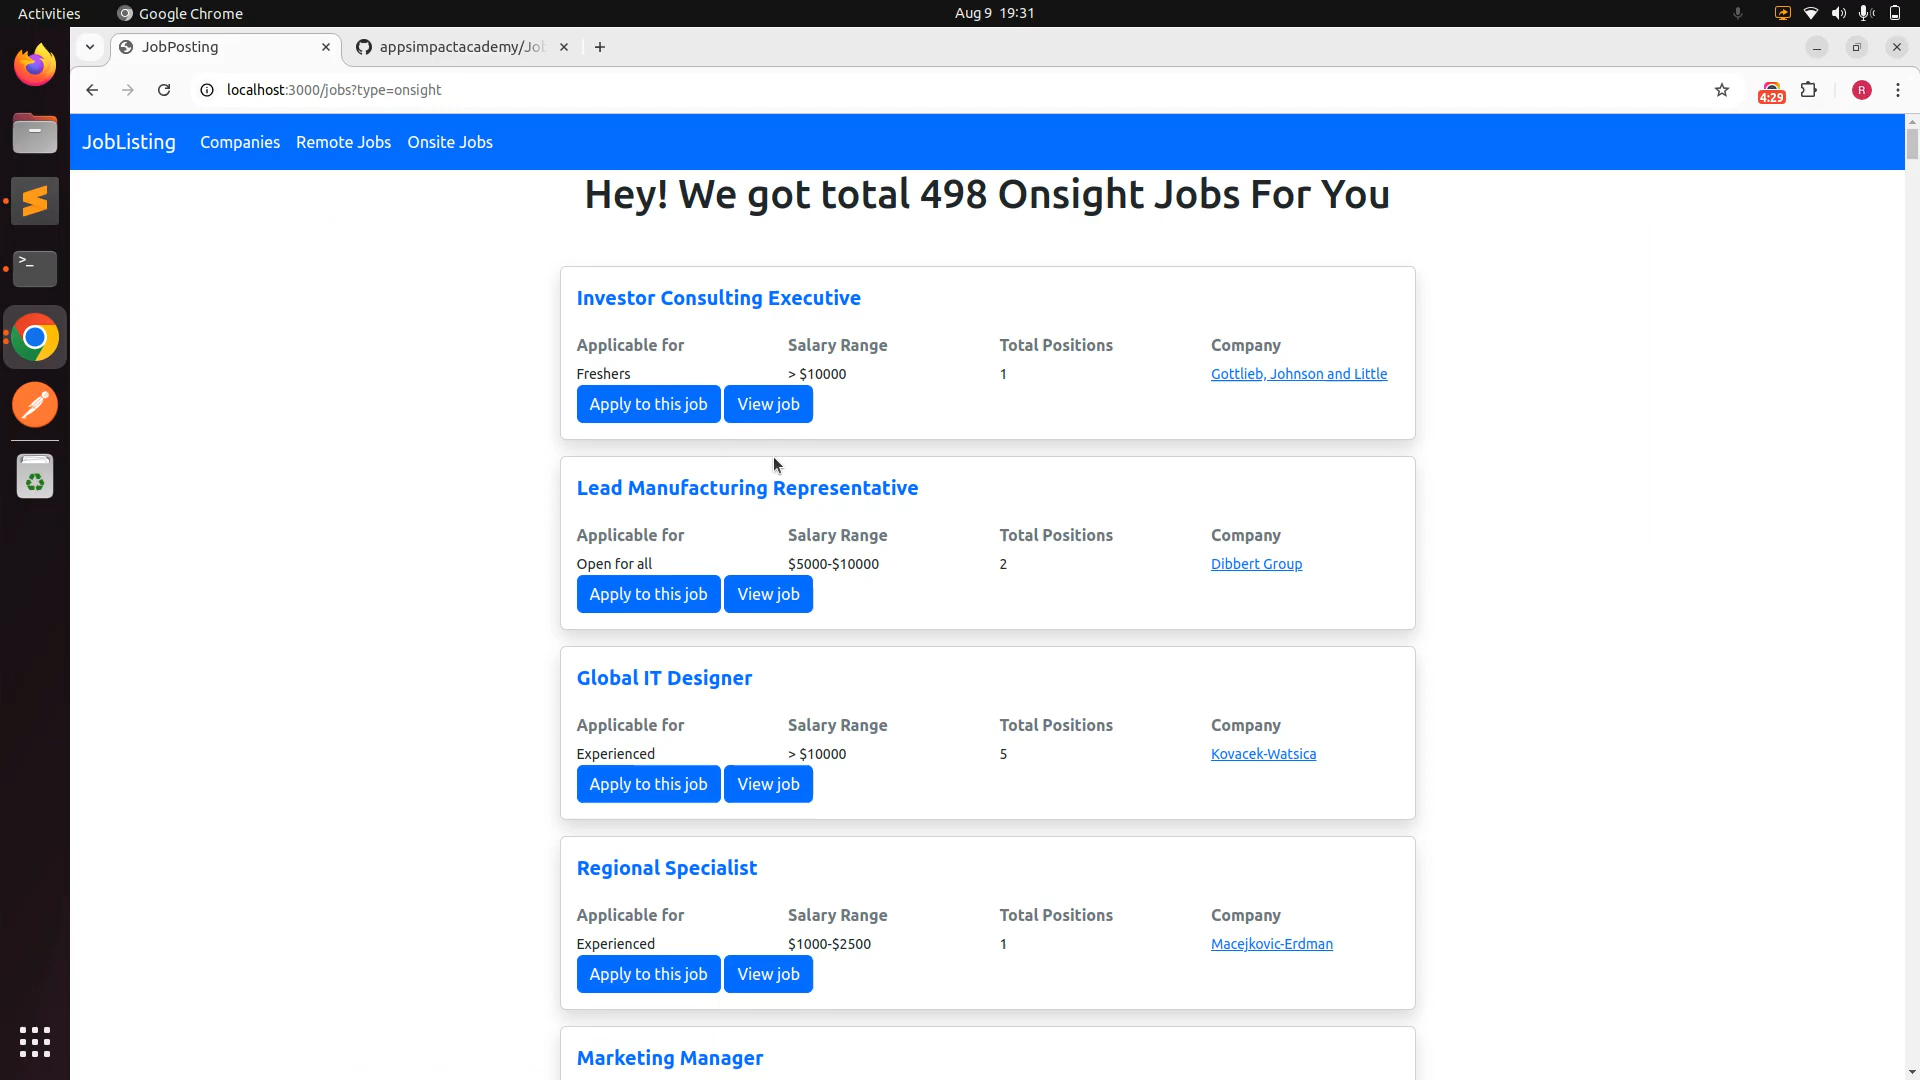 Activities Google Chrome Aug 9 19:31
JobPosting appsimpactacademy/Jo
localhost:3000/jobs?type=onsight 4:29 R
JobListing Companies Remote Jobs Onsite Jobs
Hey! We got total 498 Onsight Jobs For You
Investor Consulting Executive
Applicable for Salary Range Total Positions Company
Freshers > $10000 1 Gottlieb, Johnson and Little
Apply to this job View job
Lead Manufacturing Representative
Applicable for Salary Range Total Positions Company
Open for all $5000-$10000 2 Dibbert Group
Apply to this job View job
Global IT Designer
Applicable for Salary Range Total Positions Company
Experienced > $10000 5 Kovacek-Watsica
Apply to this job View job
Regional Specialist
Applicable for Salary Range Total Positions Company
Experienced $1000-$2500 1 Macejkovic-Erdman
Apply to this job View job
Marketing Manager